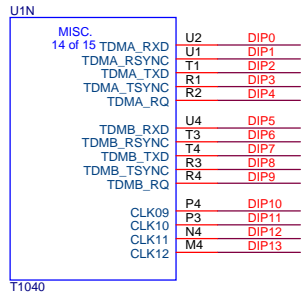 U1N
MISC.
14 of 15
TDMA_RXD U2 DIP0
TDMA_RSYNC U1 DIP1
TDMA_TXD T1 DIP2
TDMA_TSYNC R1 DIP3
TDMA_RQ R2 DIP4
TDMB_RXD U4 DIP5
TDMB_RSYNC T3 DIP6
TDMB_TXD T4 DIP7
TDMB_TSYNC R3 DIP8
TDMB_RQ R4 DIP9
CLK09 P4 DIP10
CLK10 P3 DIP11
CLK11 N4 DIP12
CLK12 M4 DIP13
T1040